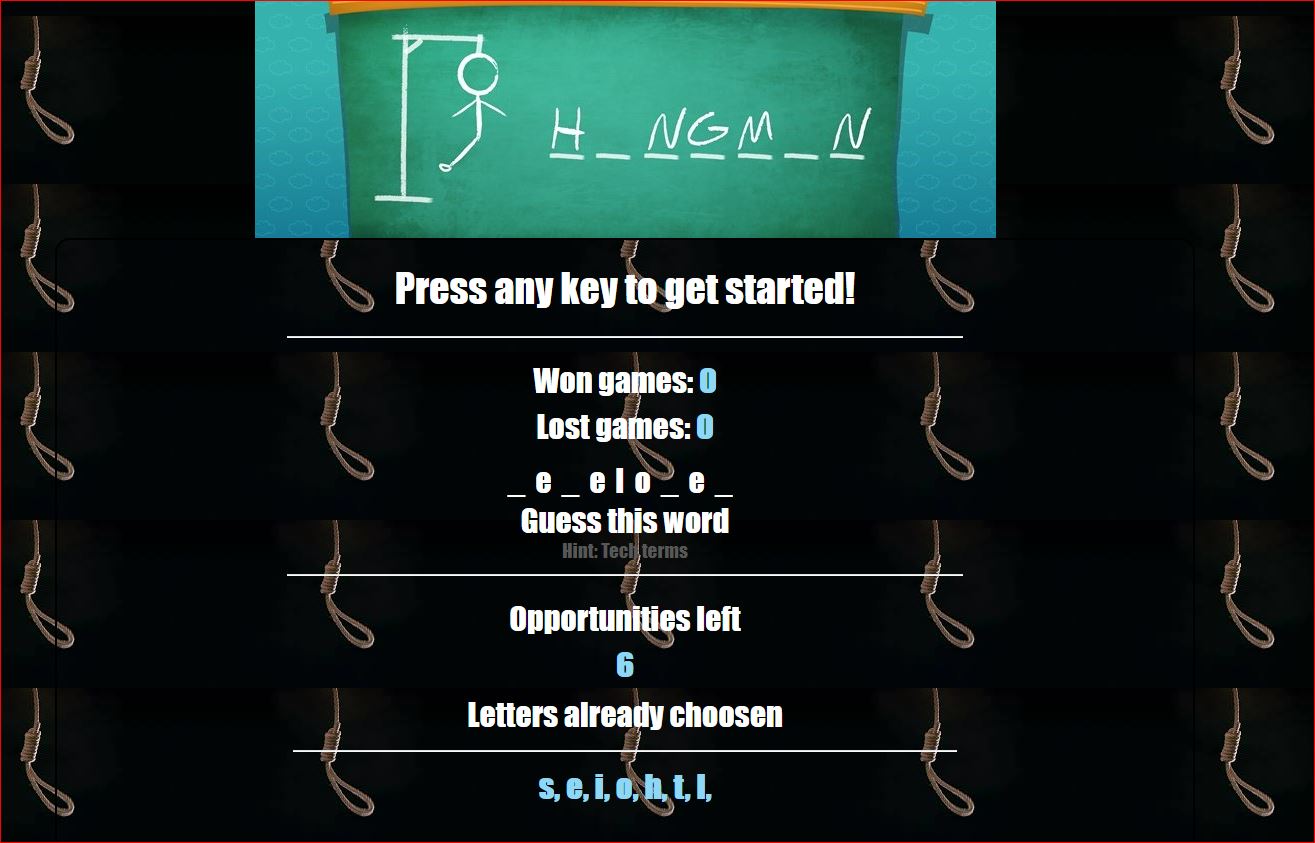 H _ NGM _ N
Press any key to get started!
Won games: 0
Lost games: 0
_ e _ e l o _ e _
Guess this word
Hint: Tech terms
Opportunities left
6
Letters already choosen
s, e, i, o, h, t, l,